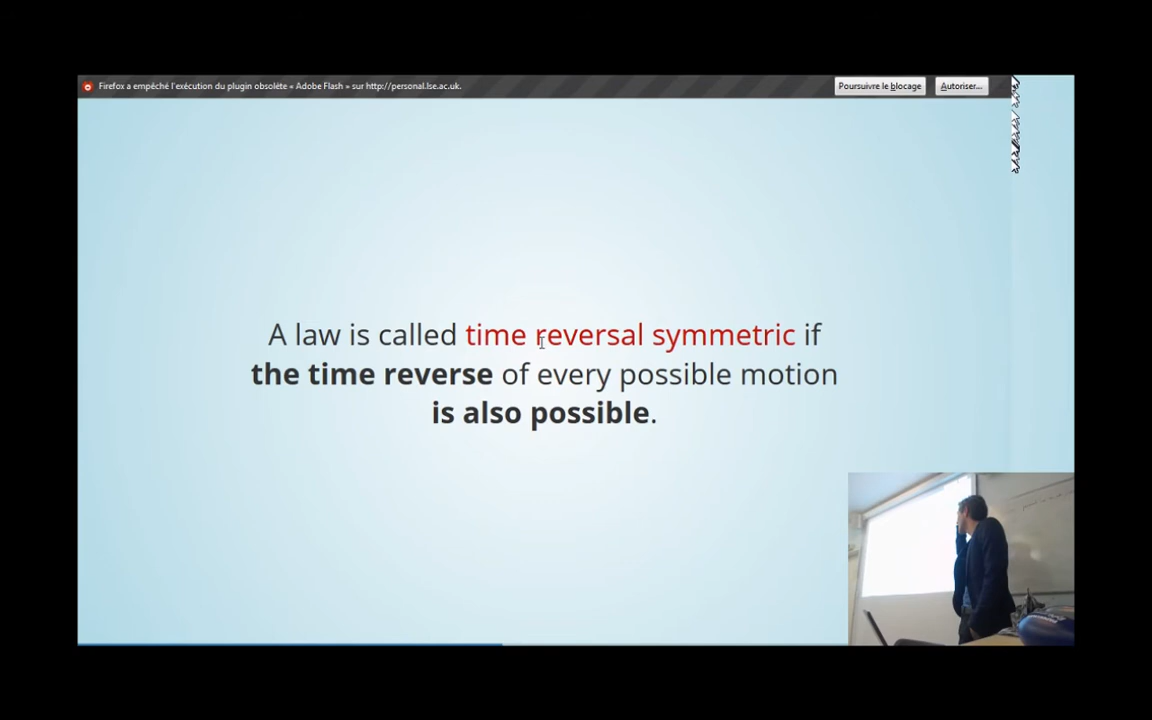 Firefox a empêché l'exécution du plugin obsolète « Adobe Flash » sur http://personal.lse.ac.uk.
Poursuivre le blocage
Autoriser...
A law is called time reversal symmetric if
the time reverse of every possible motion
is also possible.